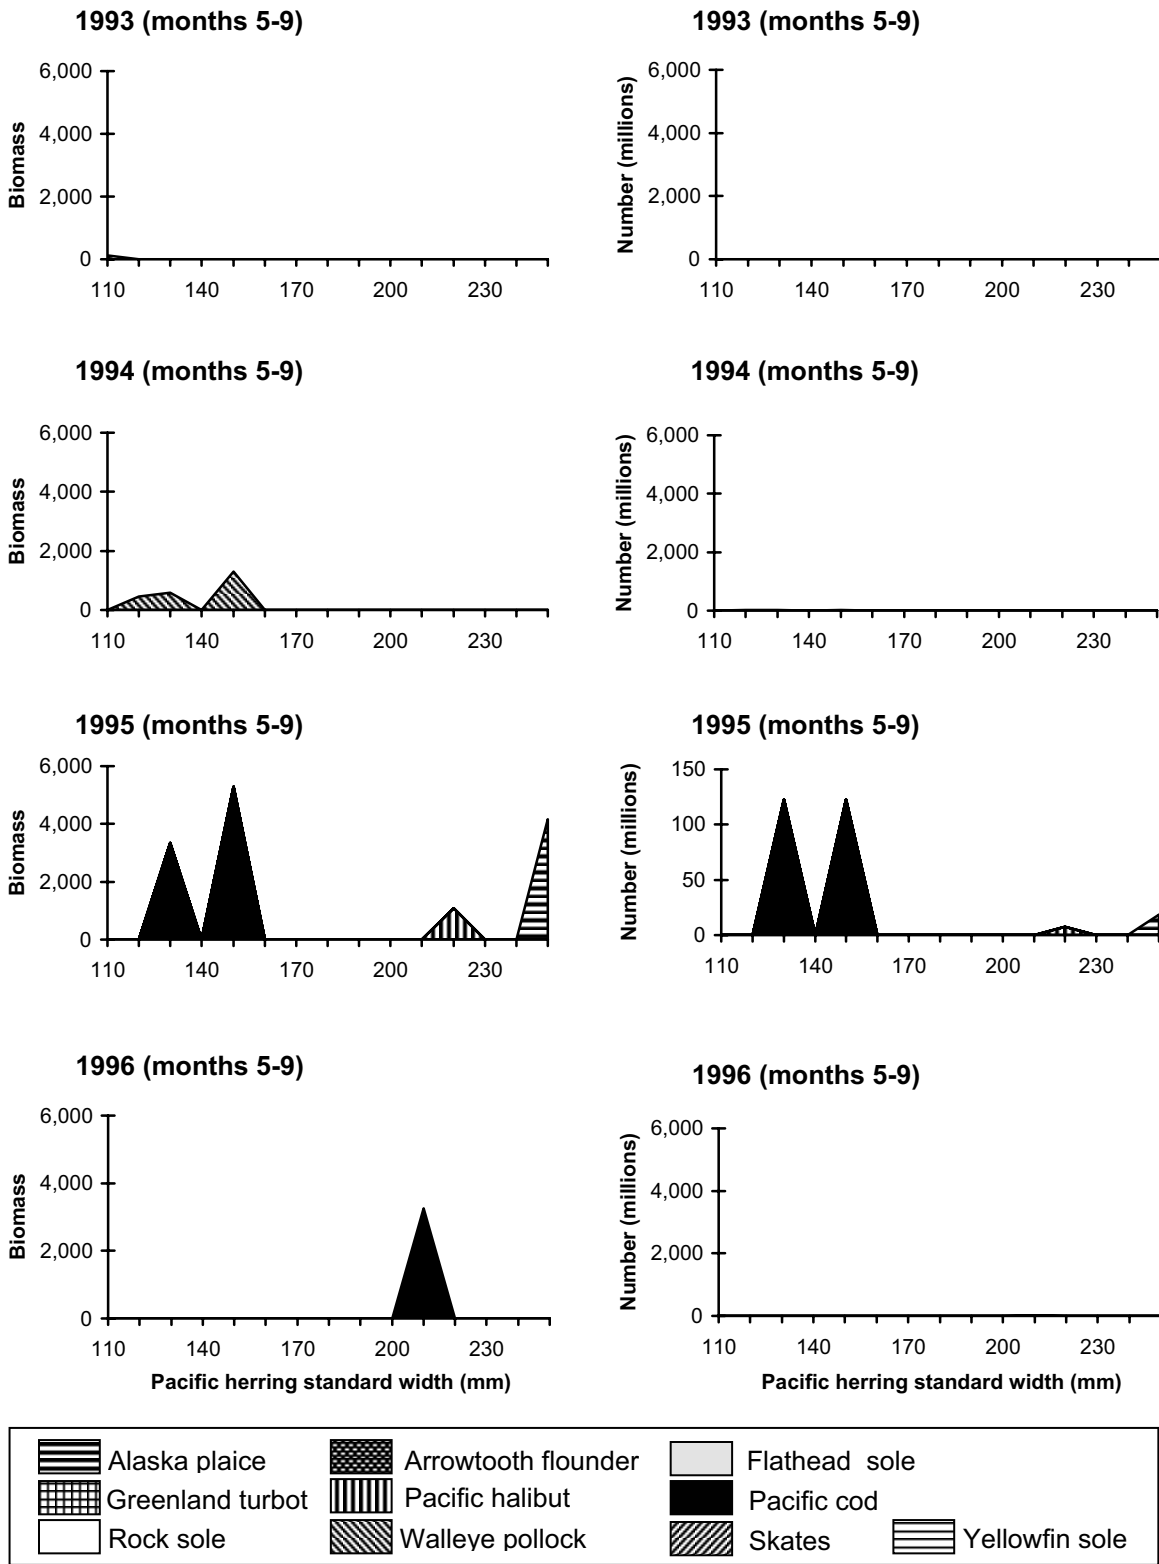 1993 (months 5-9)
6,000
4,000
2,000
0
Biomass
110 140 170 200 230
1993 (months 5-9)
6,000
4,000
2,000
0
Number (millions)
110 140 170 200 230
1994 (months 5-9)
6,000
4,000
2,000
0
Biomass
110 140 170 200 230
1994 (months 5-9)
6,000
4,000
2,000
0
Number (millions)
110 140 170 200 230
1995 (months 5-9)
6,000
4,000
2,000
0
Biomass
110 140 170 200 230
1995 (months 5-9)
150
100
50
0
Number (millions)
110 140 170 200 230
1996 (months 5-9)
6,000
4,000
2,000
0
Biomass
110 140 170 200 230
Pacific herring standard width (mm)
1996 (months 5-9)
6,000
4,000
2,000
0
Number (millions)
110 140 170 200 230
Pacific herring standard width (mm)
Alaska plaice Arrowtooth flounder Flathead sole
Greenland turbot Pacific halibut Pacific cod
Rock sole Walleye pollock Skates Yellowfin sole